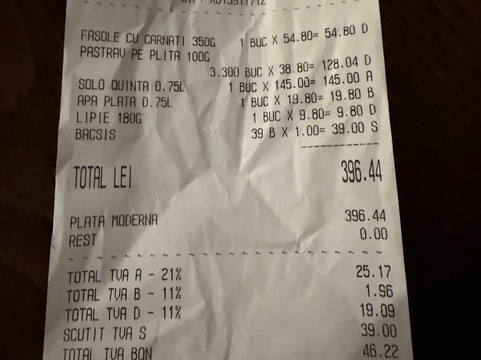 FASOLE CU CARNATI 350G 1 BUC X 54.80= 54.80 D
PASTRAV PE PLITA 100G
3.300 BUC X 38.80= 128.04 D
SOLO QUINTA 0.75L 1 BUC X 145.00= 145.00 A
APA PLATA 0.75L 1 BUC X 19.80= 19.80 B
LIPIE 180G 1 BUC X 9.80= 9.80 D
BACSIS 39 B X 1.00= 39.00 S
TOTAL LEI 396.44
PLATA MODERNA 396.44
REST 0.00
TOTAL TVA A - 21% 25.17
TOTAL TVA B - 11% 1.96
TOTAL TVA D - 11% 19.09
SCUTIT TVA S 39.00
TOTAL TVA BON 46.22